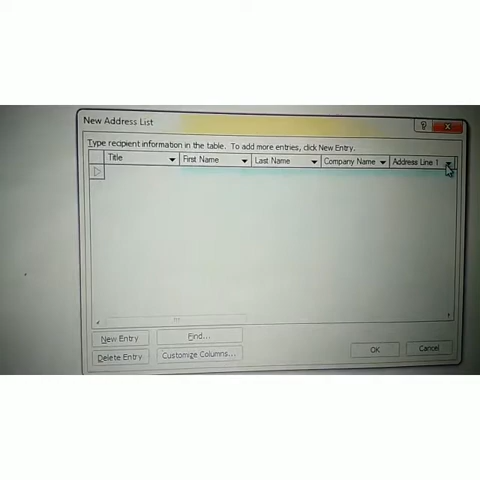 New Address List
Type recipient information in the table. To add more entries, click New Entry.
Title First Name Last Name Company Name Address Line 1
New Entry Find...
Delete Entry Customize Columns... OK Cancel